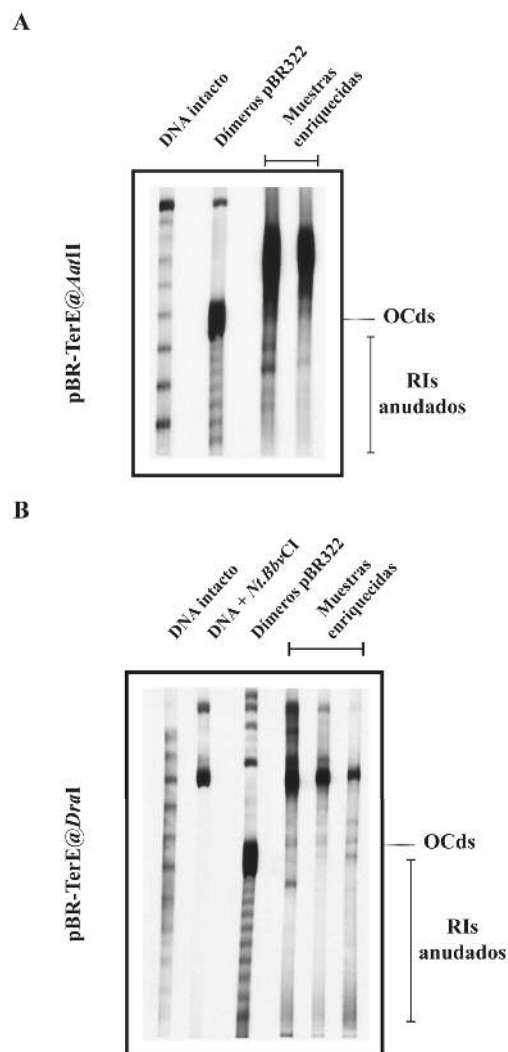 A
DNA intacto
Dímeros pBR322
Muestras
enriquecidas
pBR-TerE@AatII
OCds
RIs
anudados
B
DNA intacto
DNA + Nt.BbvCI
Dímeros pBR322
Muestras
enriquecidas
pBR-TerE@DraI
OCds
RIs
anudados